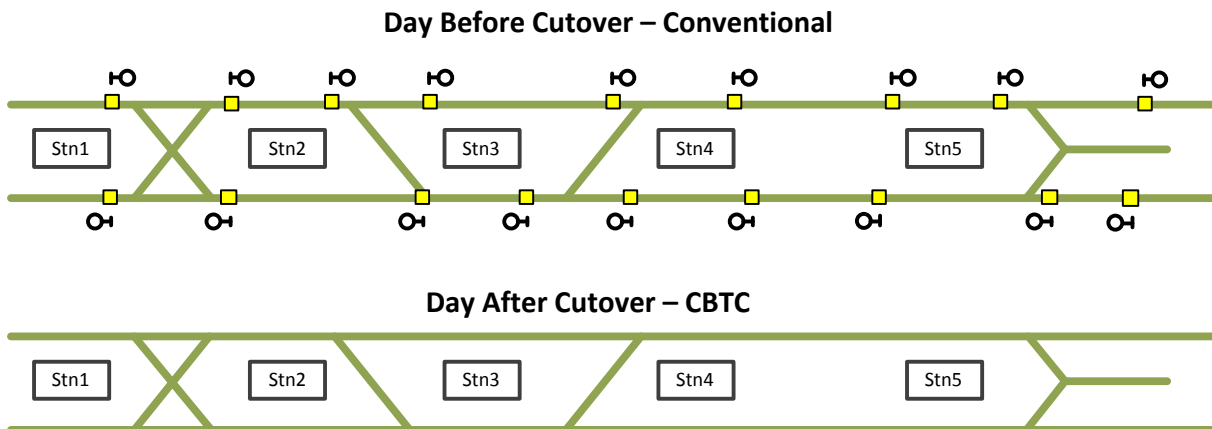 Day Before Cutover – Conventional
Stn1
Stn2
Stn3
Stn4
Stn5
Day After Cutover – CBTC
Stn1
Stn2
Stn3
Stn4
Stn5